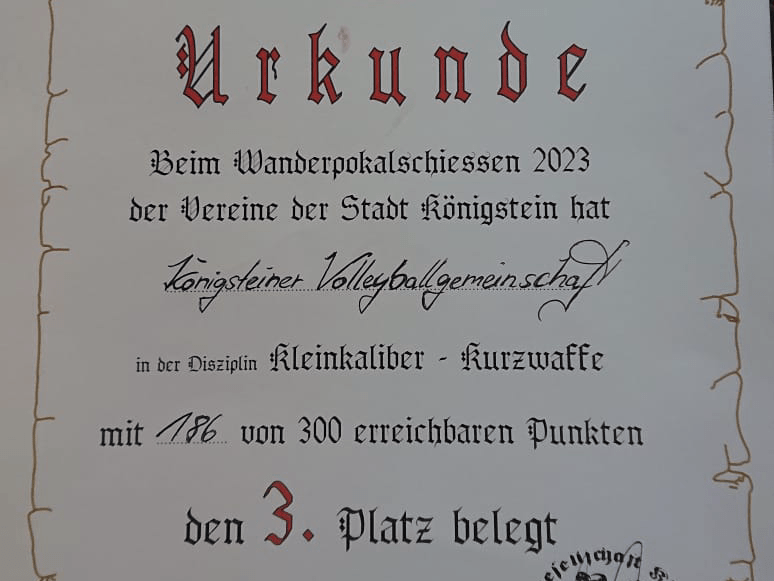 Urkunde
Beim Wanderpokalschiessen 2023
der Vereine der Stadt Königstein hat
Königsteiner Volleyballgemeinschaft
in der Disziplin Kleinkaliber - Kurzwaffe
mit 186 von 300 erreichbaren Punkten
den 3. Platz belegt